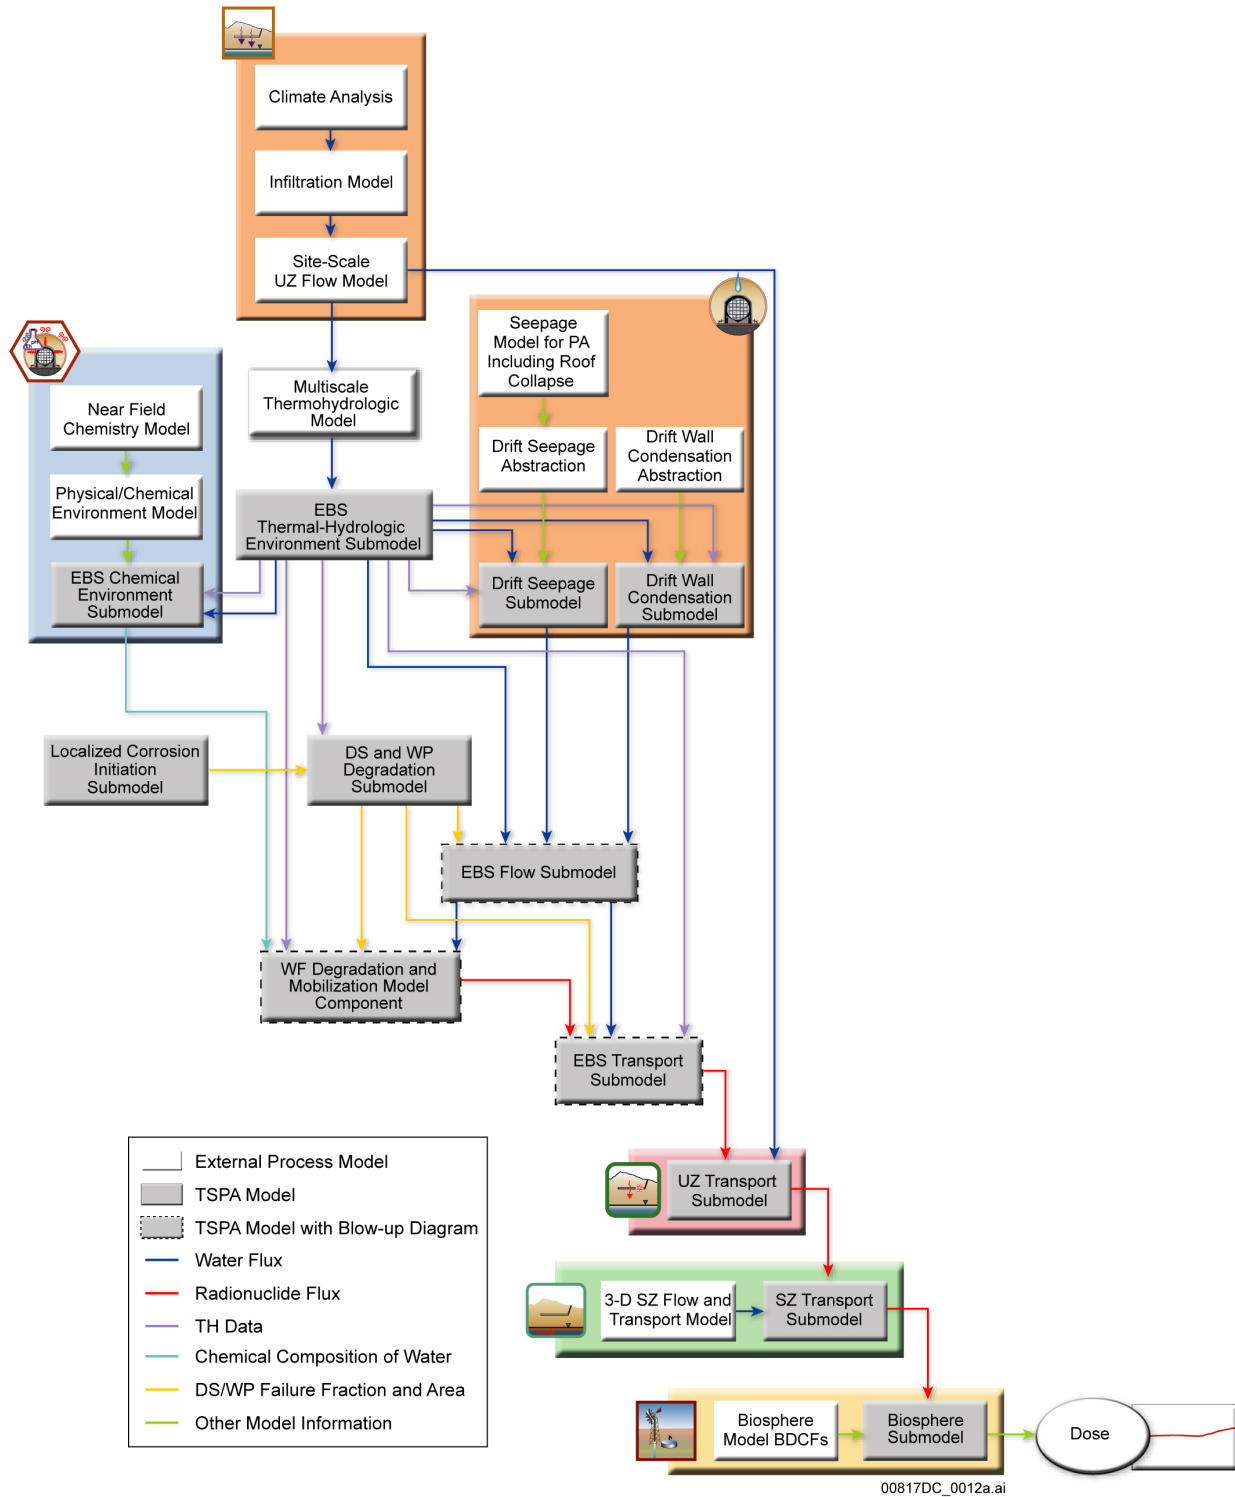 Climate Analysis
Infiltration Model
Site-Scale
UZ Flow Model
Seepage
Model for PA
Including Roof
Collapse
Multiscale
Thermohydrologic
Model
Near Field
Chemistry Model
Drift Seepage
Abstraction
Drift Wall
Condensation
Abstraction
Physical/Chemical
Environment Model
EBS
Thermal-Hydrologic
Environment Submodel
EBS Chemical
Environment
Submodel
Drift Seepage
Submodel
Drift Wall
Condensation
Submodel
Localized Corrosion
Initiation
Submodel
DS and WP
Degradation
Submodel
EBS Flow Submodel
WF Degradation and
Mobilization Model
Component
EBS Transport
Submodel
External Process Model
TSPA Model
TSPA Model with Blow-up Diagram
Water Flux
Radionuclide Flux
TH Data
Chemical Composition of Water
DS/WP Failure Fraction and Area
Other Model Information
UZ Transport
Submodel
3-D SZ Flow and
Transport Model
SZ Transport
Submodel
Biosphere
Model BDCFs
Biosphere
Submodel
Dose
00817DC_0012a.ai